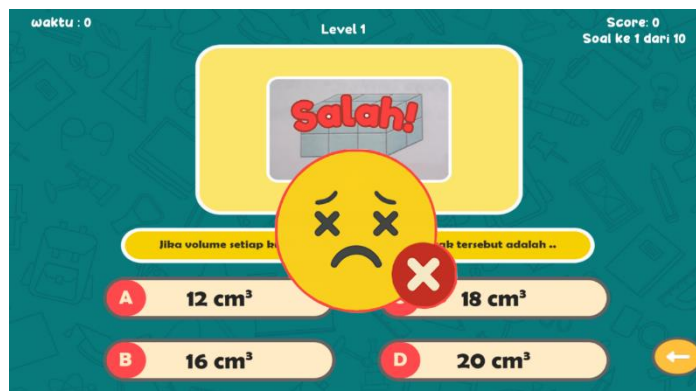 waktu : 0
Level 1
Score: 0
Soal ke 1 dari 10
Salah!
Jika volume setiap
ak tersebut adalah ..
A 12 cm³
18 cm³
B 16 cm³
D 20 cm³